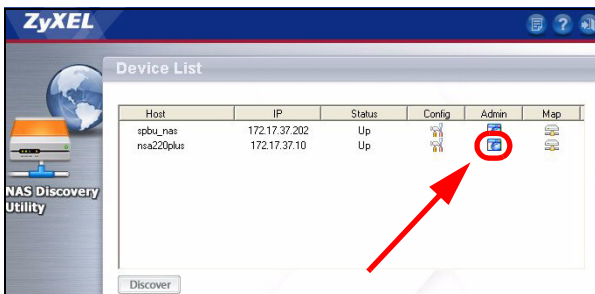 ZyXEL
Device List
Host IP Status Config Admin Map
spbu_nas 172.17.37.202 Up
nsa220plus 172.17.37.10 Up
NAS Discovery
Utility
Discover